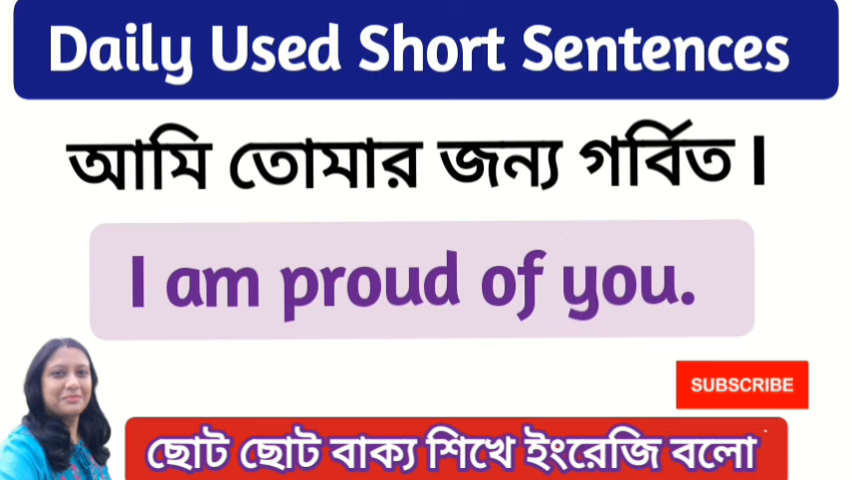 Daily Used Short Sentences
আমি তোমার জন্য গর্বিত।
I am proud of you.
SUBSCRIBE
ছোট ছোট বাক্য শিখে ইংরেজি বলো